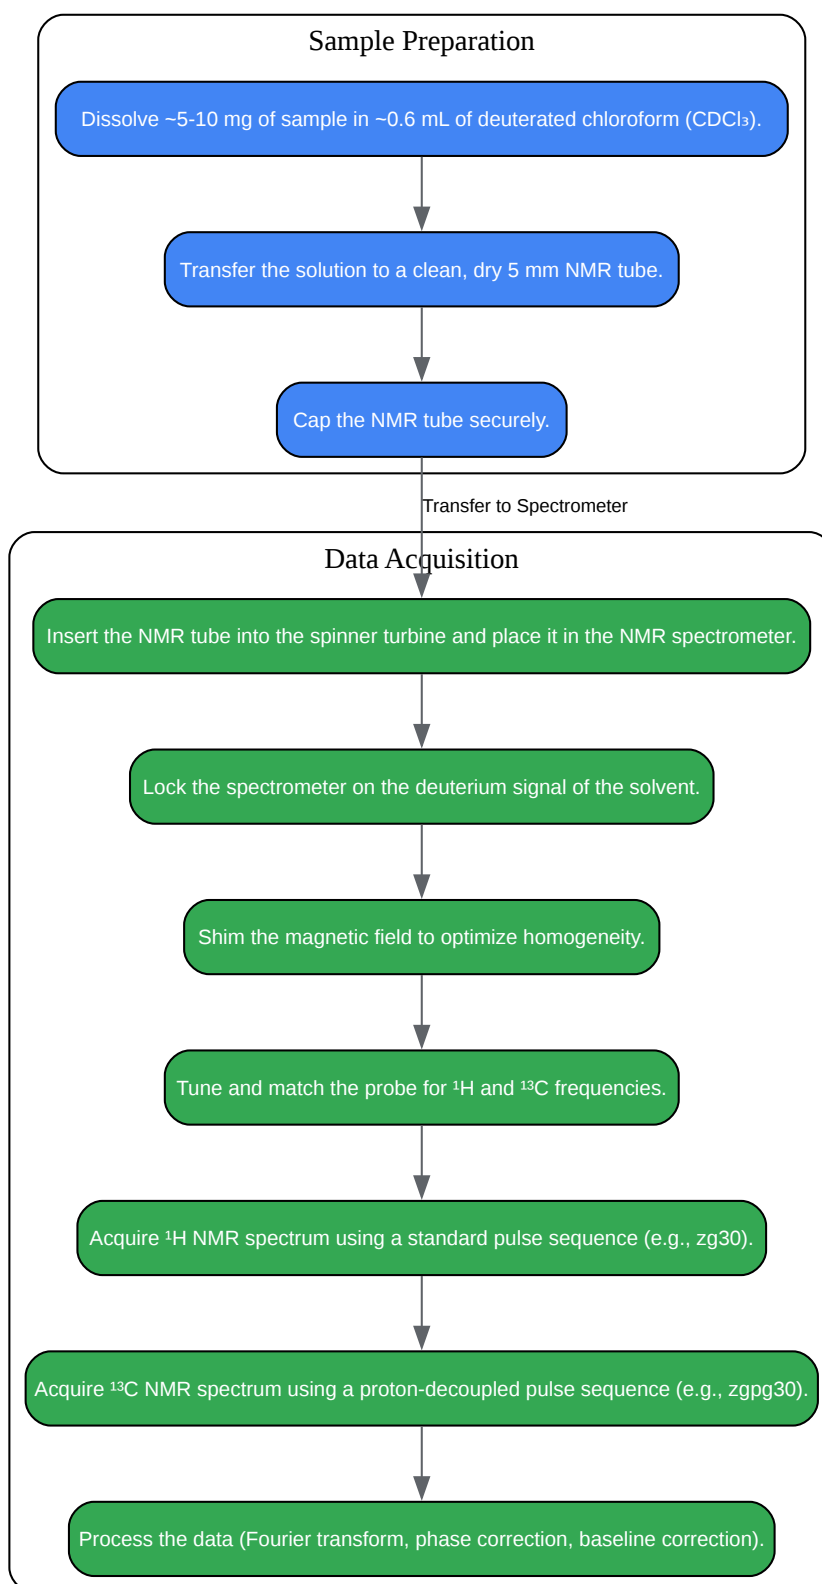 Sample Preparation
Dissolve ~5-10 mg of sample in ~0.6 mL of deuterated chloroform (CDCl₃).
Transfer the solution to a clean, dry 5 mm NMR tube.
Cap the NMR tube securely.
Transfer to Spectrometer
Data Acquisition
Insert the NMR tube into the spinner turbine and place it in the NMR spectrometer.
Lock the spectrometer on the deuterium signal of the solvent.
Shim the magnetic field to optimize homogeneity.
Tune and match the probe for ¹H and ¹³C frequencies.
Acquire ¹H NMR spectrum using a standard pulse sequence (e.g., zg30).
Acquire ¹³C NMR spectrum using a proton-decoupled pulse sequence (e.g., zgpg30).
Process the data (Fourier transform, phase correction, baseline correction).